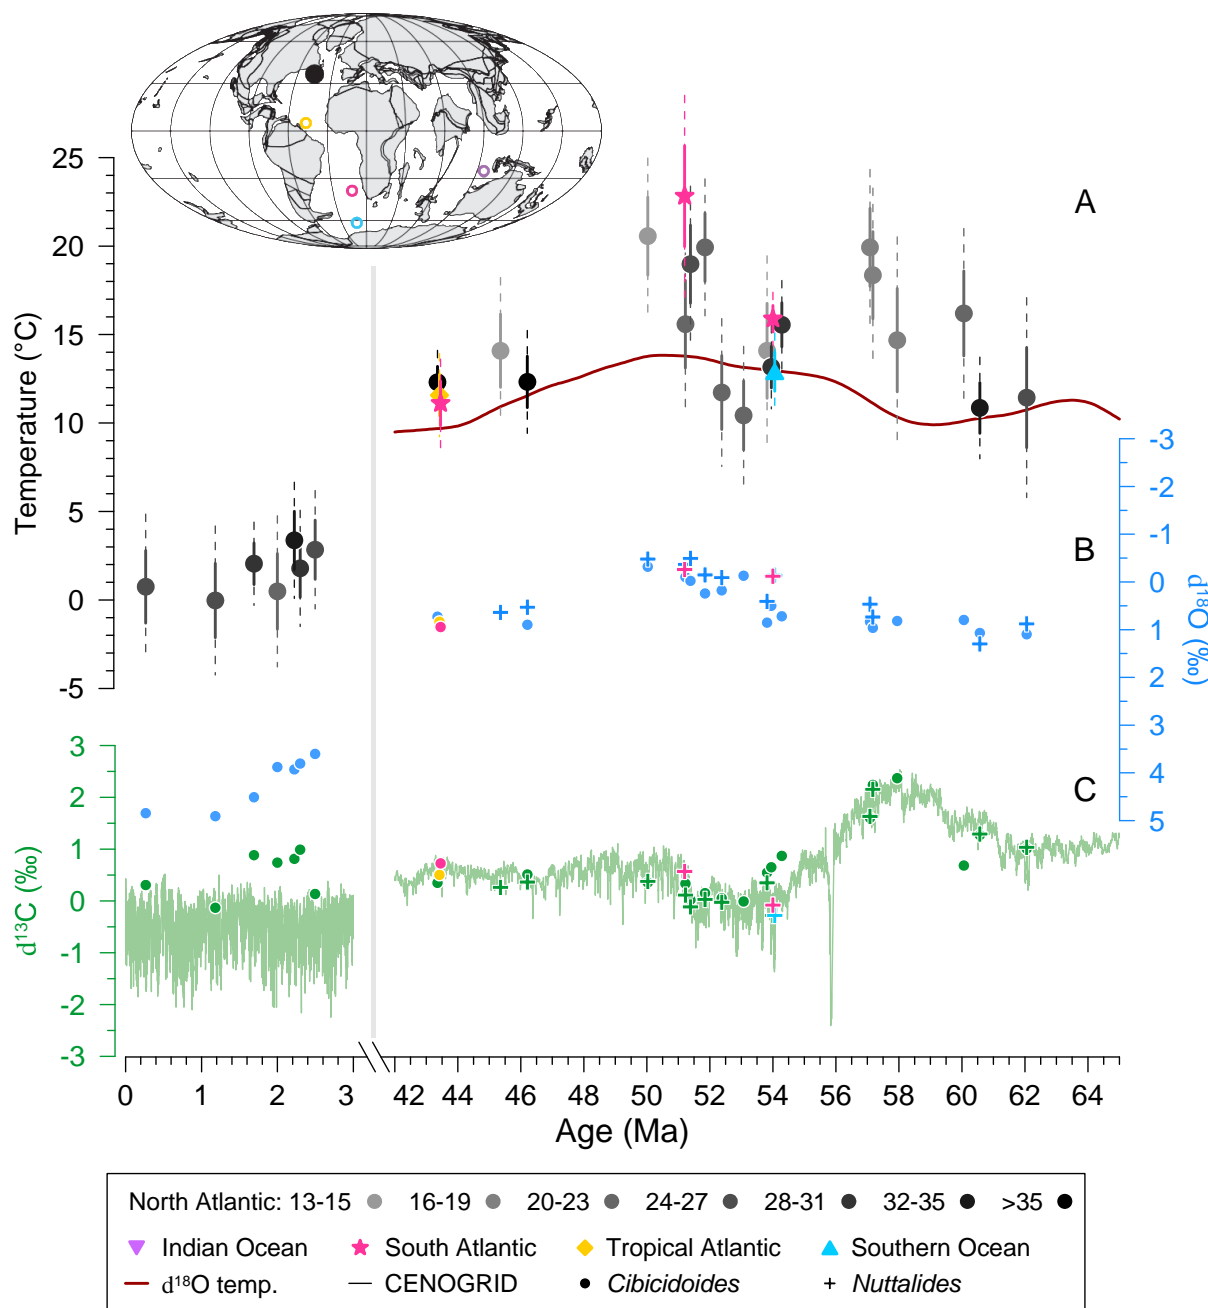 A
25
20
15
10
5
0
-5
Temperature (°C)
-3
-2
-1
0
1
2
3
4
5
d¹⁸O (‰)
B
C
3
2
1
0
-1
-2
-3
d¹³C (‰)
0 1 2 3 42 44 46 48 50 52 54 56 58 60 62 64
Age (Ma)
North Atlantic: 13-15 16-19 20-23 24-27 28-31 32-35 >35
Indian Ocean South Atlantic Tropical Atlantic Southern Ocean
d¹⁸O temp. CENOGRID Cibicidoides Nuttalides